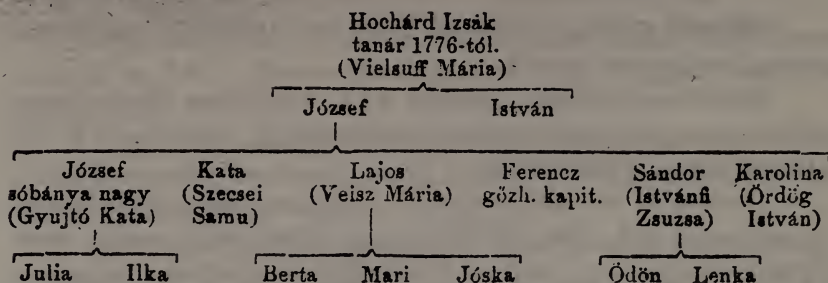 Hochárd Izsák
tanár 1776-tól.
(Vielsuff Mária)
József István
József Kata Lajos Ferencz Sándor Karolina
sóbánya nagy (Szecsei (Veisz Mária) gőzh. kapit. (Istvánfi (Ördög
(Gyujtó Kata) Samu) Zsuzsa) István)
Julia Ilka Berta Mari Jóska Ödön Lenka